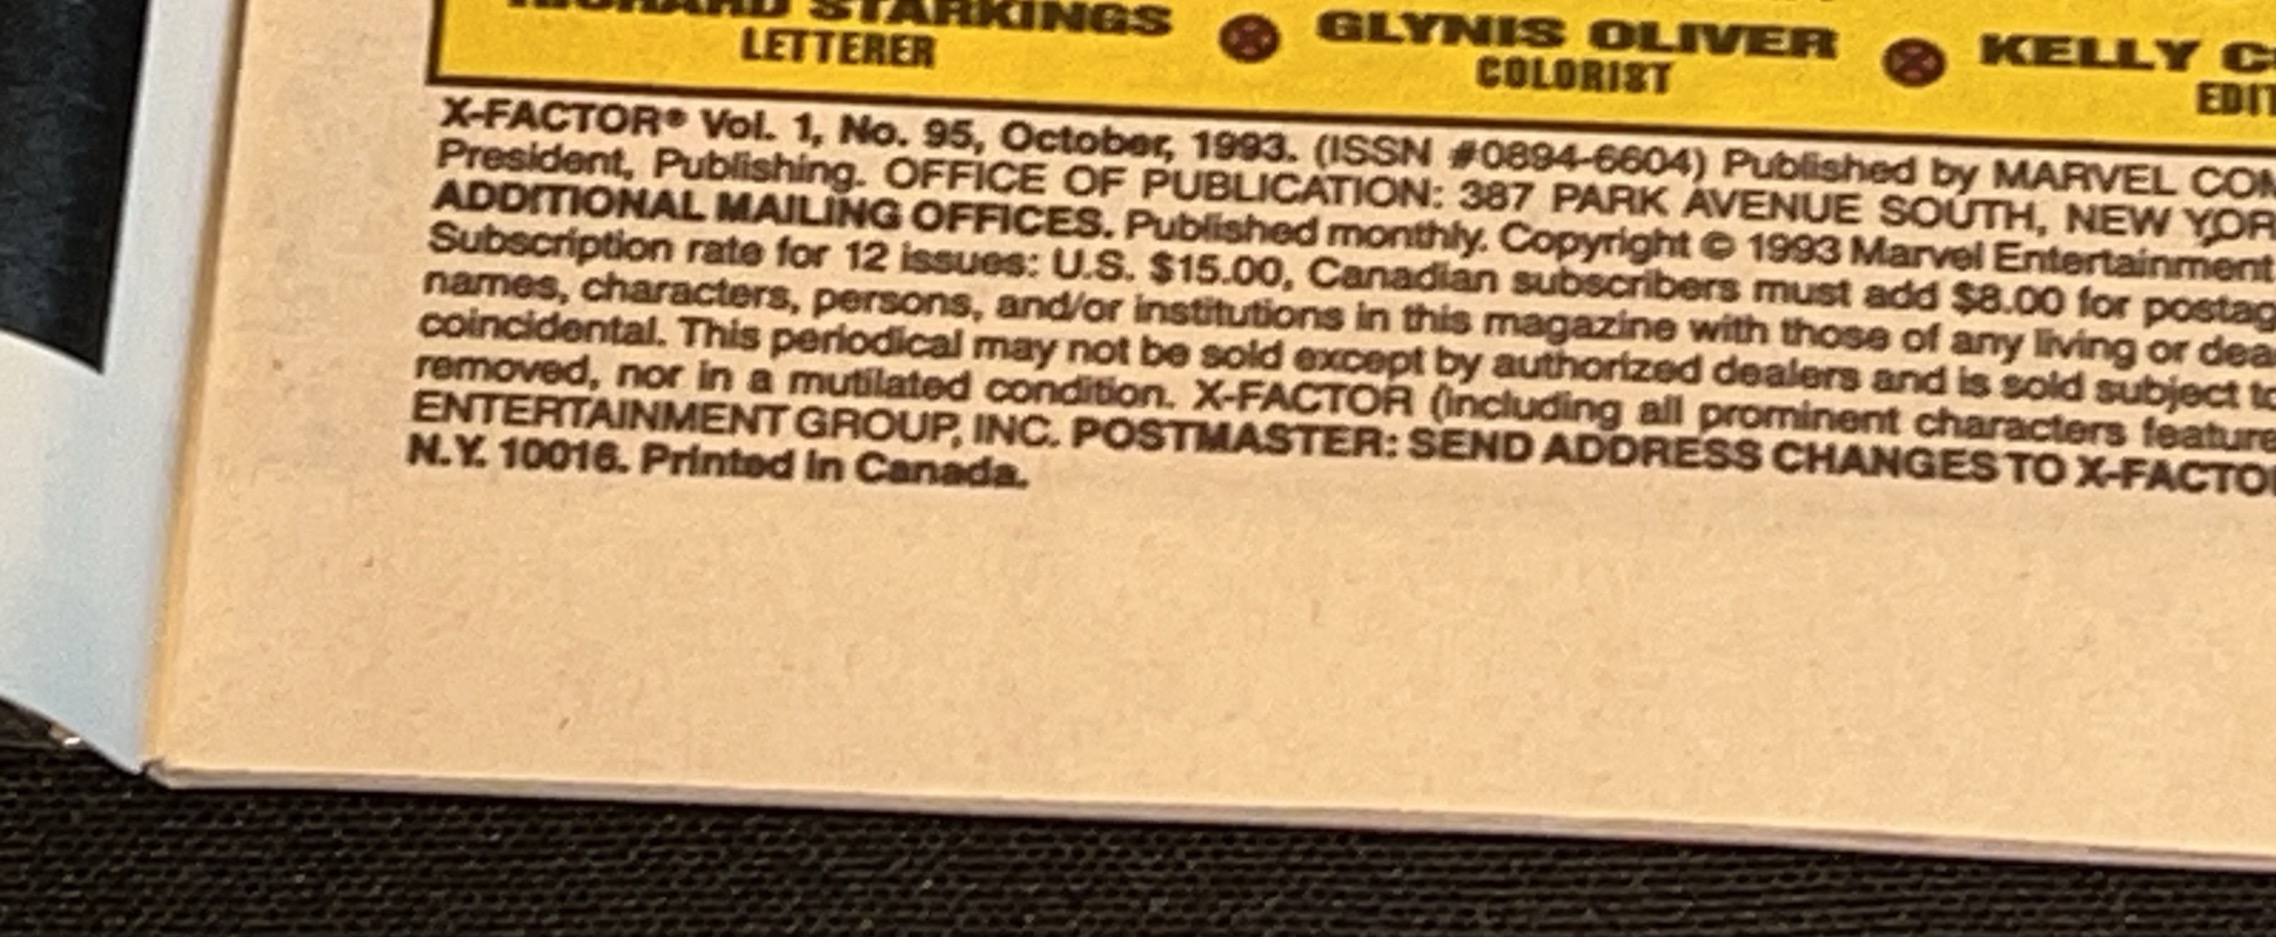 RICHARD STARKINGS GLYNIS OLIVER KELLY
LETTERER COLORIST
X-FACTOR® Vol. 1, No. 95, October, 1993. (ISSN #0894-6604) Published by MARVEL
President, Publishing. OFFICE OF PUBLICATION: 387 PARK AVENUE SOUTH, NEW
ADDITIONAL MAILING OFFICES. Published monthly. Copyright © 1993 Marvel Entertainment
Subscription rate for 12 issues: U.S. $15.00, Canadian subscribers must add $8.00 for
names, characters, persons, and/or institutions in this magazine with those of any living or
coincidental. This periodical may not be sold except by authorized dealers and is sold subject
removed, nor in a mutilated condition. X-FACTOR (including all prominent characters
ENTERTAINMENT GROUP, INC. POSTMASTER: SEND ADDRESS CHANGES TO
N.Y. 10016. Printed in Canada.